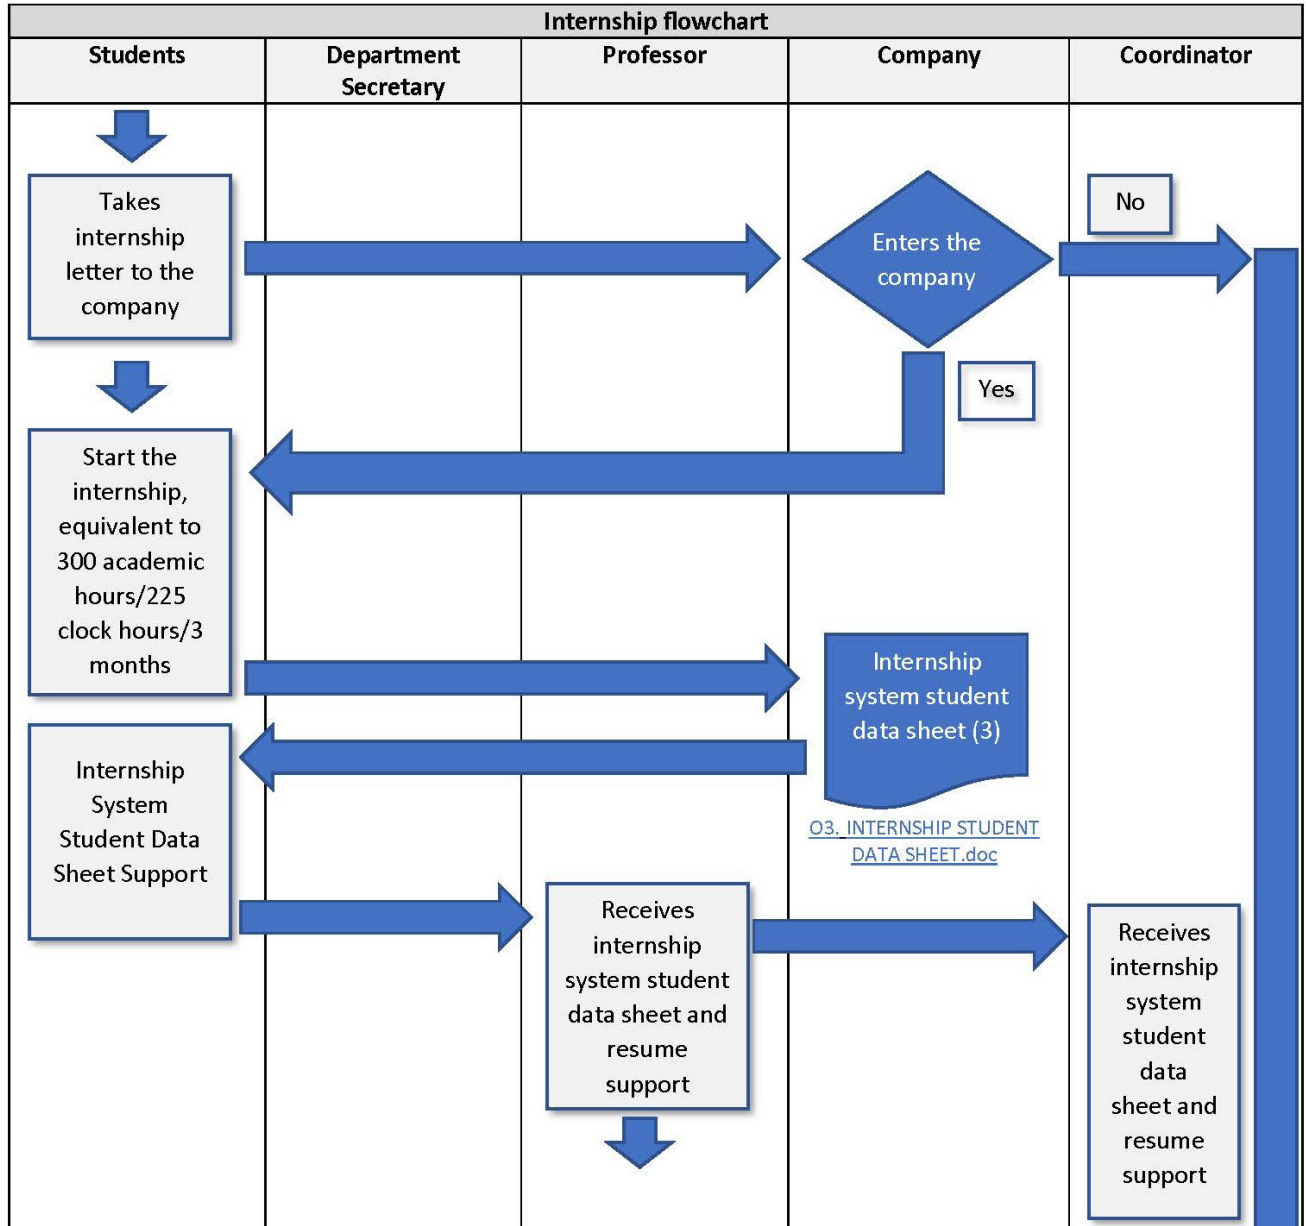 Internship flowchart
Students
Department
Secretary
Professor
Company
Coordinator
Takes
internship
letter to the
company
Enters the
company
No
Yes
Start the
internship,
equivalent to
300 academic
hours/225
clock hours/3
months
Internship
system student
data sheet (3)
O3. INTERNSHIP STUDENT
DATA SHEET.doc
Internship
System
Student Data
Sheet Support
Receives
internship
system student
data sheet and
resume
support
Receives
internship
system
student
data
sheet and
resume
support